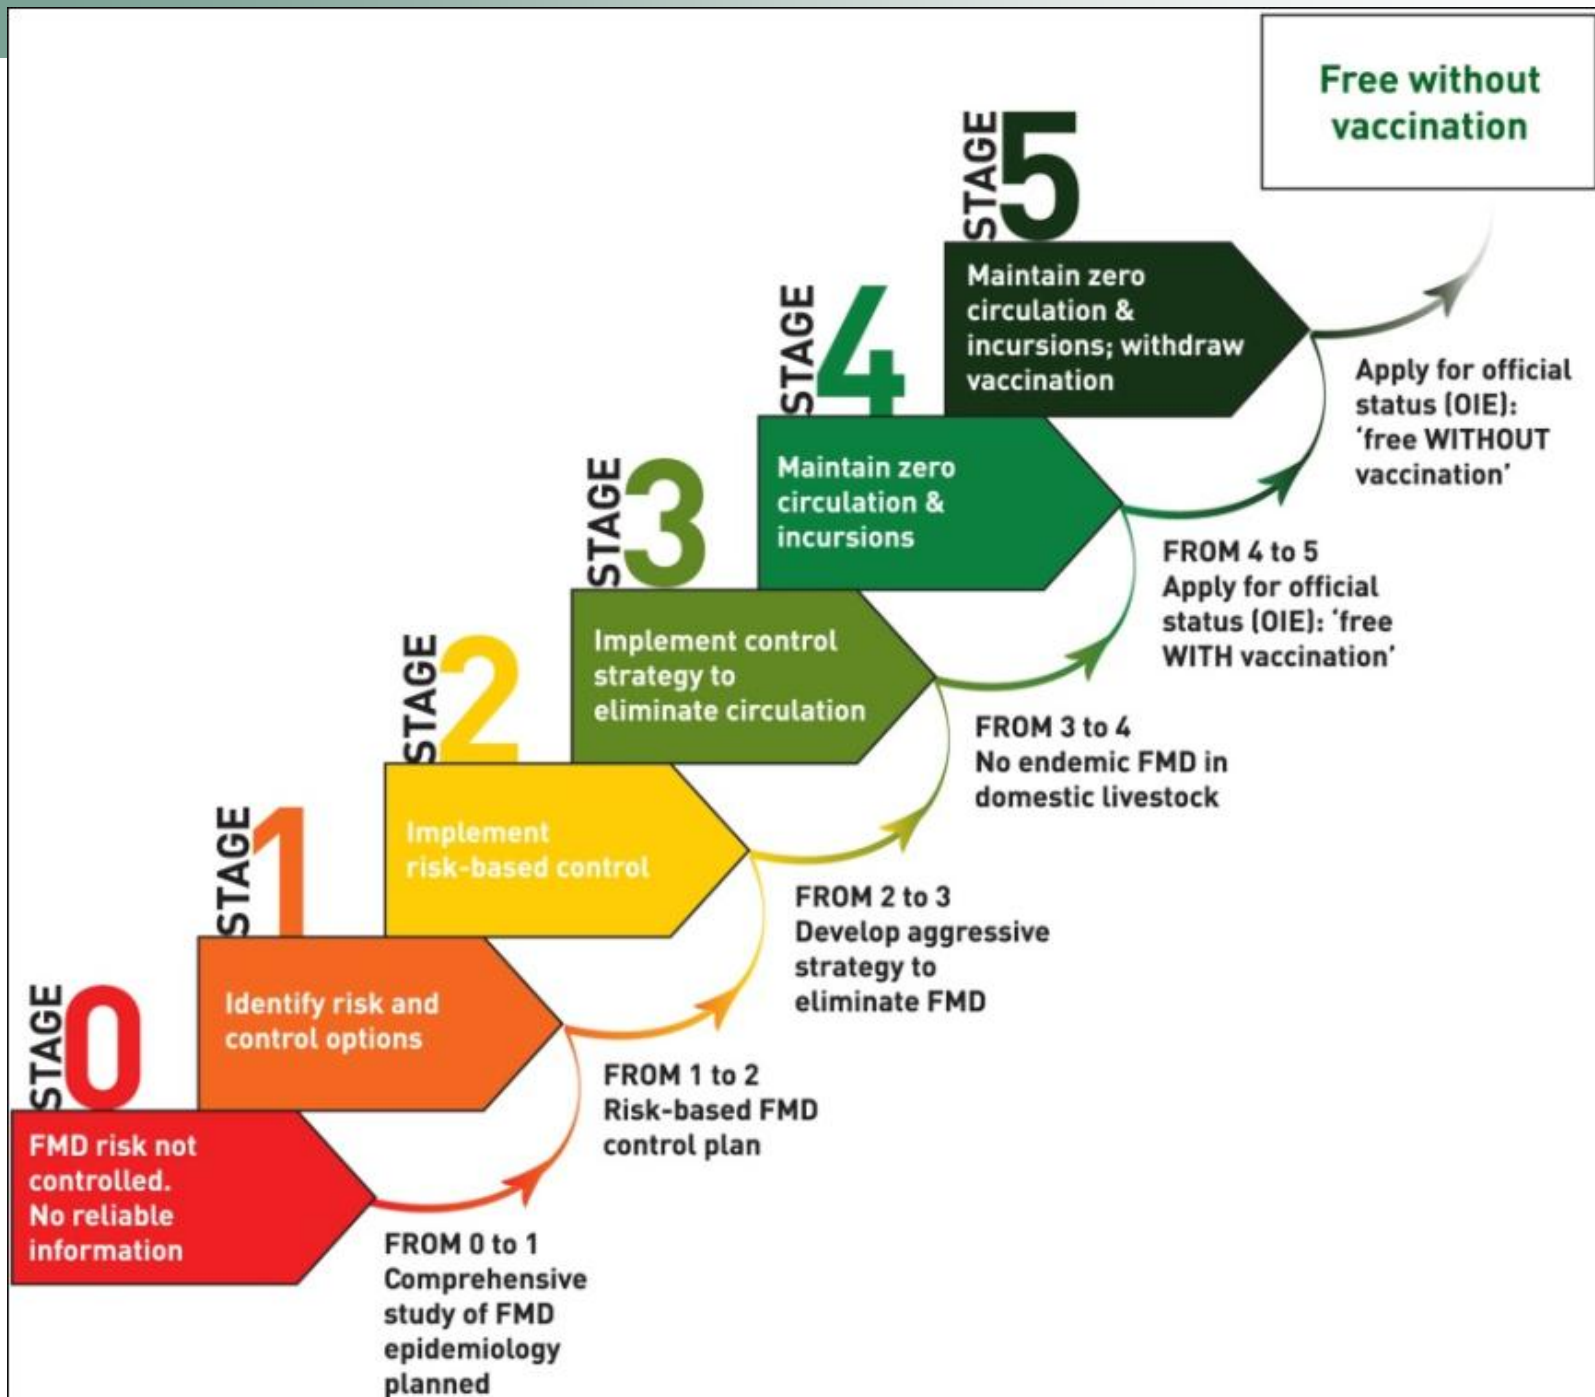 Free without
vaccination
STAGE 5
Maintain zero
circulation &
incursions; withdraw
vaccination
Apply for official
status (OIE):
‘free WITHOUT
vaccination’
STAGE 4
Maintain zero
circulation &
incursions
FROM 4 to 5
Apply for official
status (OIE): ‘free
WITH vaccination’
STAGE 3
Implement control
strategy to
eliminate circulation
FROM 3 to 4
No endemic FMD in
domestic livestock
STAGE 2
Implement
risk-based control
FROM 2 to 3
Develop aggressive
strategy to
eliminate FMD
STAGE 1
Identify risk and
control options
FROM 1 to 2
Risk-based FMD
control plan
STAGE 0
FMD risk not
controlled.
No reliable
information
FROM 0 to 1
Comprehensive
study of FMD
epidemiology
planned